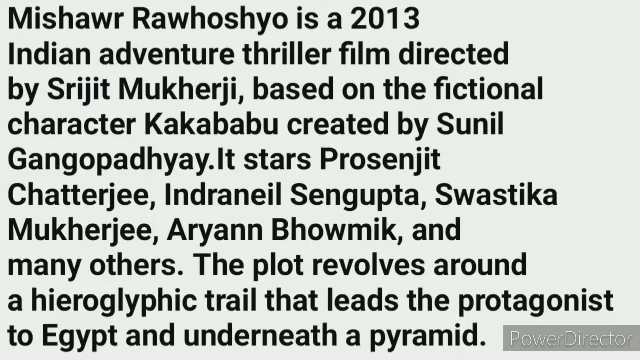 Mishawr Rawhoshyo is a 2013
Indian adventure thriller film directed
by Srijit Mukherji, based on the fictional
character Kakababu created by Sunil
Gangopadhyay.It stars Prosenjit
Chatterjee, Indraneil Sengupta, Swastika
Mukherjee, Aryann Bhowmik, and
many others. The plot revolves around
a hieroglyphic trail that leads the protagonist
to Egypt and underneath a pyramid.
PowerDirector